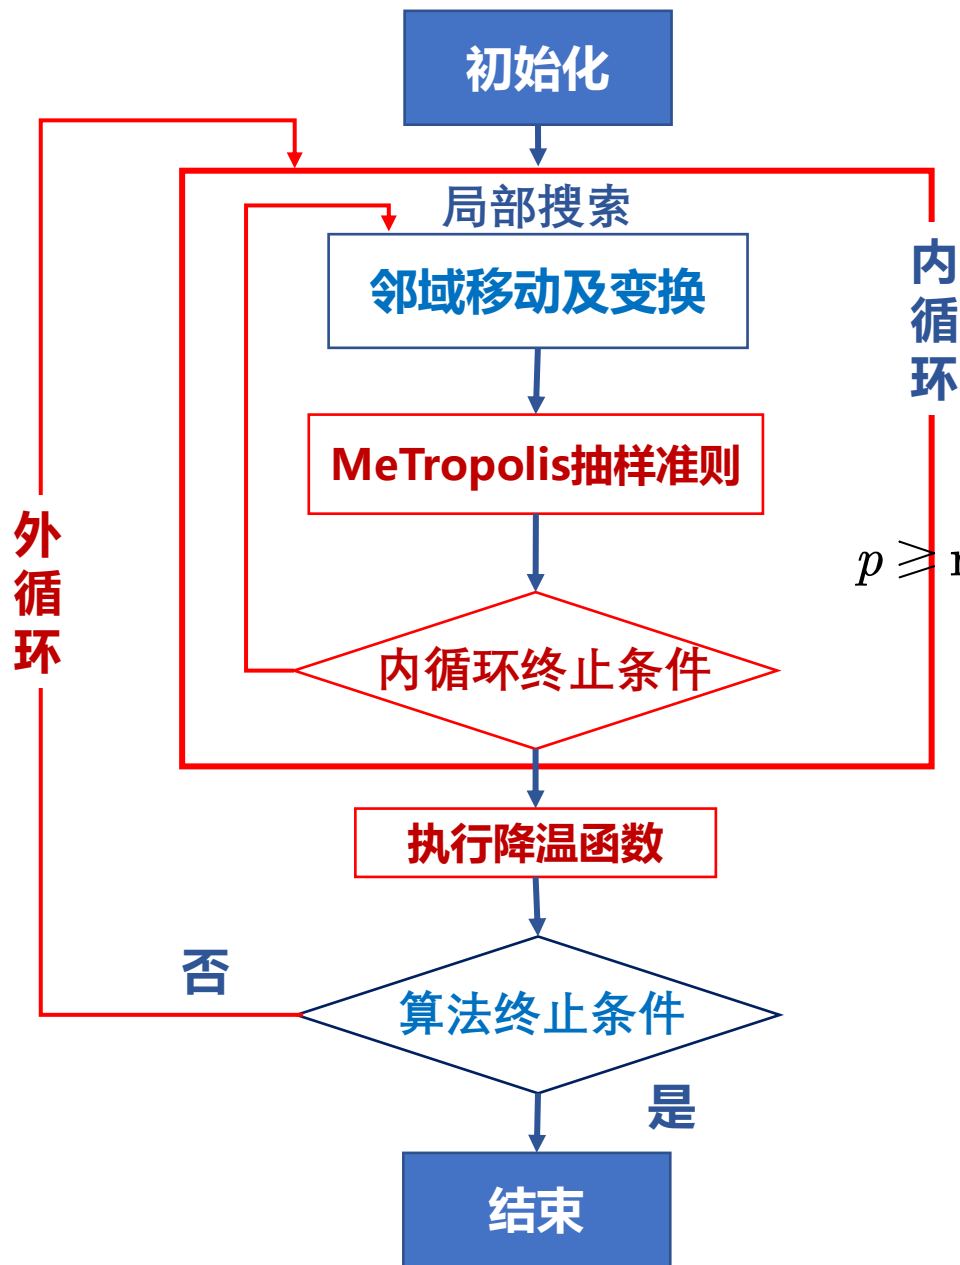 初始化
局部搜索
邻域移动及变换
内循环
MeTropolis抽样准则
外循环
p ⩾
内循环终止条件
执行降温函数
否
算法终止条件
是
结束